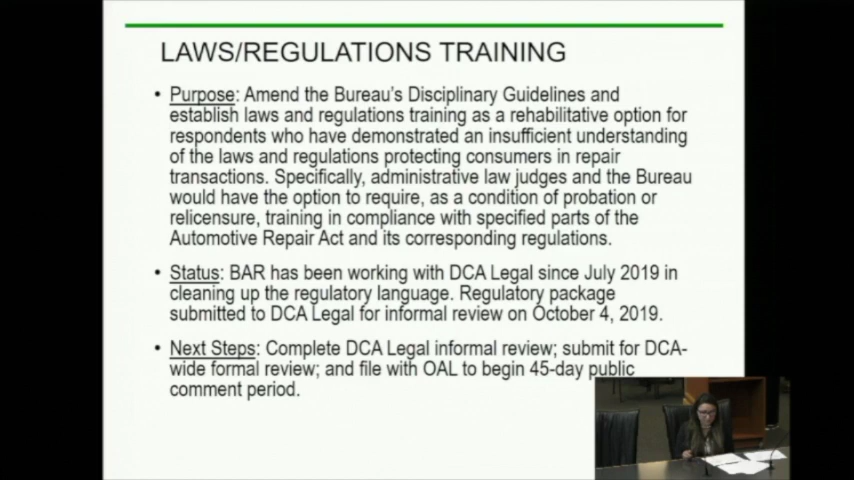 LAWS/REGULATIONS TRAINING
• Purpose: Amend the Bureau's Disciplinary Guidelines and
establish laws and regulations training as a rehabilitative option for
respondents who have demonstrated an insufficient understanding
of the laws and regulations protecting consumers in repair
transactions. Specifically, administrative law judges and the Bureau
would have the option to require, as a condition of probation or
relicensure, training in compliance with specified parts of the
Automotive Repair Act and its corresponding regulations.
• Status: BAR has been working with DCA Legal since July 2019 in
cleaning up the regulatory language. Regulatory package
submitted to DCA Legal for informal review on October 4, 2019.
• Next Steps: Complete DCA Legal informal review; submit for DCA-
wide formal review; and file with OAL to begin 45-day public
comment period.